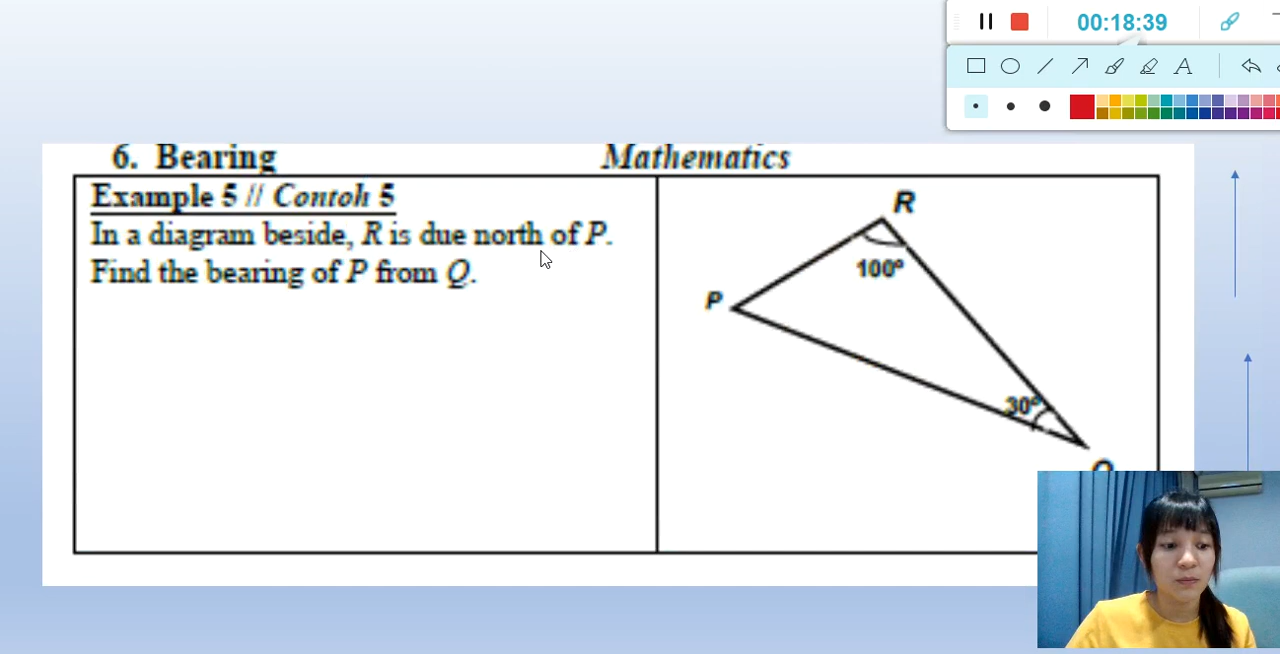 00:18:39
A
6. Bearing
Mathematics
Example 5 // Contoh 5
In a diagram beside, R is due north of P.
Find the bearing of P from Q.
R
100°
P
30°